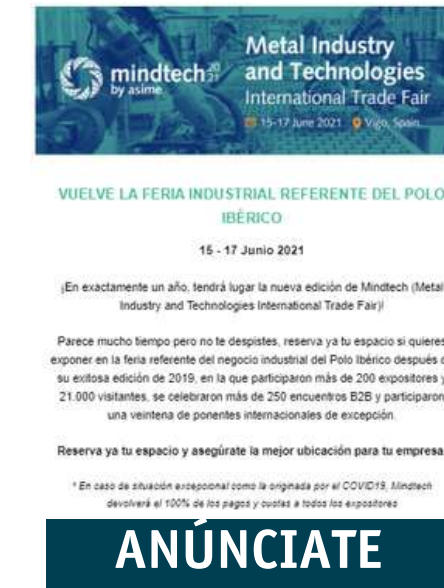 mindtech 20 21
by asime
Metal Industry
and Technologies
International Trade Fair
15-17 June 2021 Vigo, Spain
VUELVE LA FERIA INDUSTRIAL REFERENTE DEL POLO
IBÉRICO
15 - 17 Junio 2021
¡En exactamente un año, tendrá lugar la nueva edición de Mindtech (Metal
Industry and Technologies International Trade Fair)!
Parece mucho tiempo pero no te despistes, reserva ya tu espacio si quieres
exponer en la feria referente del negocio industrial del Polo Ibérico después
su exitosa edición de 2019, en la que participaron más de 200 expositores y
21.000 visitantes, se celebraron más de 250 encuentros B2B y participaron
una veintena de ponentes internacionales de excepción.
Reserva ya tu espacio y asegúrate la mejor ubicación para tu empresa
* En caso de situación excepcional como la originada por el COVID19, Mindtech
devolverá el 100% de los pagos y cuotas a todos los expositores
ANÚNCIATE